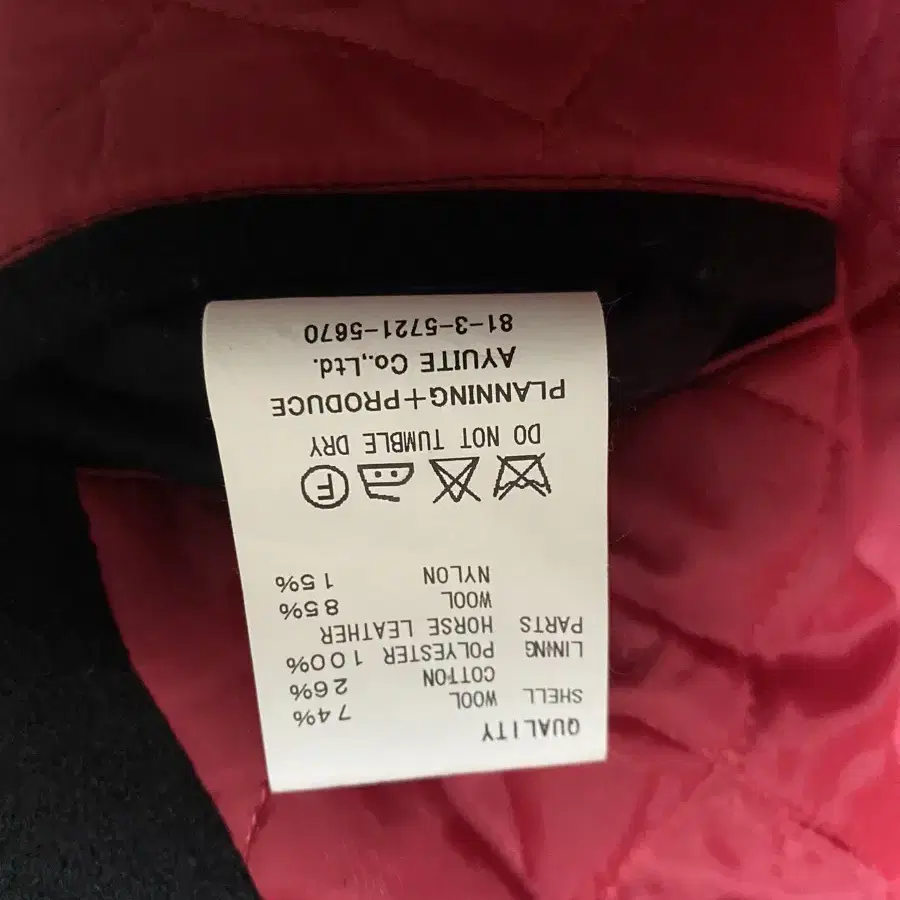 QUALITY
SHELL WOOL 74%
COTTON 26%
LINING POLYESTER 100%
PARTS HORSE LEATHER
WOOL 85%
NYLON 15%
F
DO NOT TUMBLE DRY
PLANNING+PRODUCE
AYUITE Co.,Ltd.
81-3-5721-5670